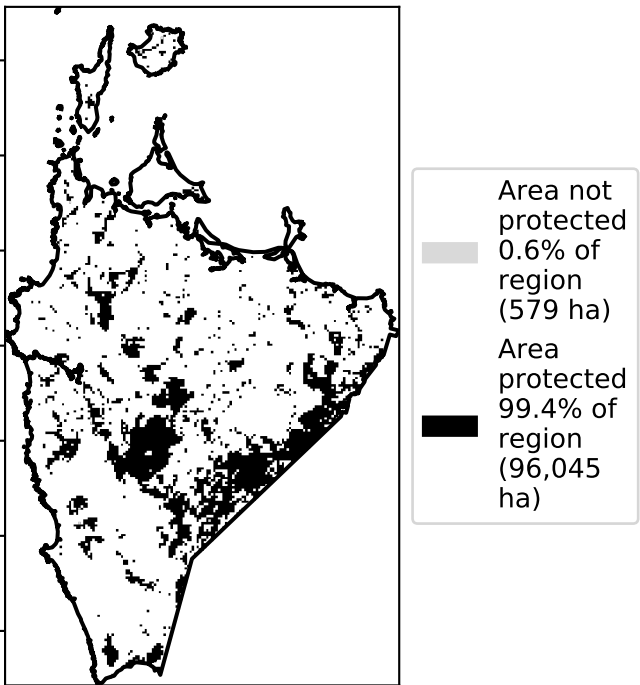 Area not
protected
0.6% of
region
(579 ha)
Area
protected
99.4% of
region
(96,045
ha)